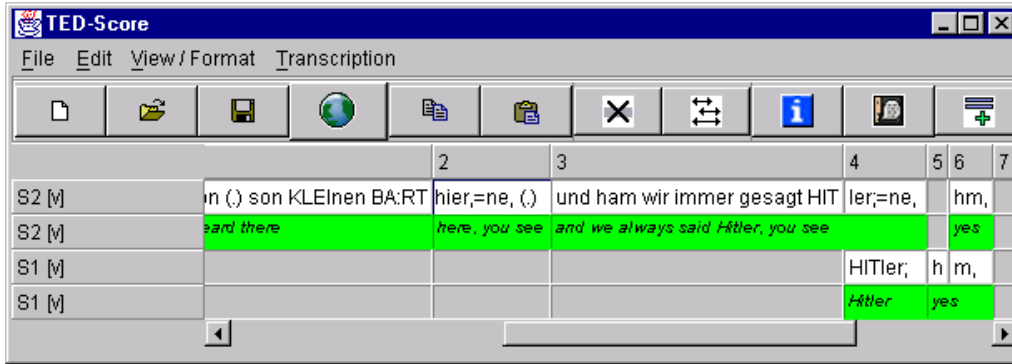 TED-Score
File Edit View / Format Transcription
2 3 4 5 6 7
S2 [v] on (.) son KLEInen BA:RT hier,=ne, (.) und ham wir immer gesagt HIT ler;=ne, hm,
S2 [v] eard there here, you see and we always said Hitler, you see yes
S1 [v] HITler; h m,
S1 [v] Hitler yes